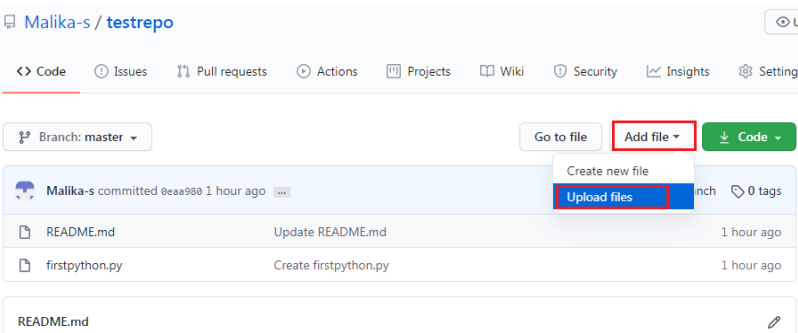 Malika-s / testrepo
Code Issues Pull requests Actions Projects Wiki Security Insights Setting
Branch: master Go to file Add file Code
Create new file
Malika-s committed 0eaa980 1 hour ago ... 0 tags
Upload files
README.md Update README.md 1 hour ago
firstpython.py Create firstpython.py 1 hour ago
README.md